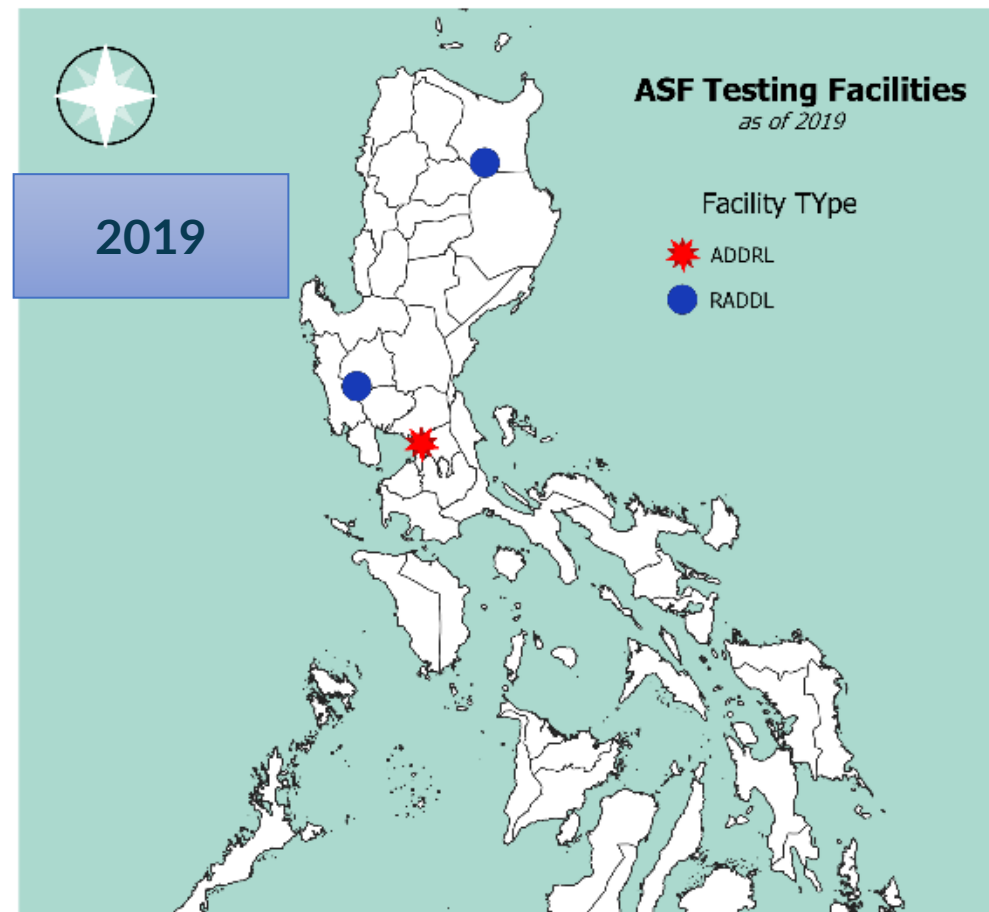 ASF Testing Facilities
as of 2019
2019
Facility TYpe
ADDRL
RADDL